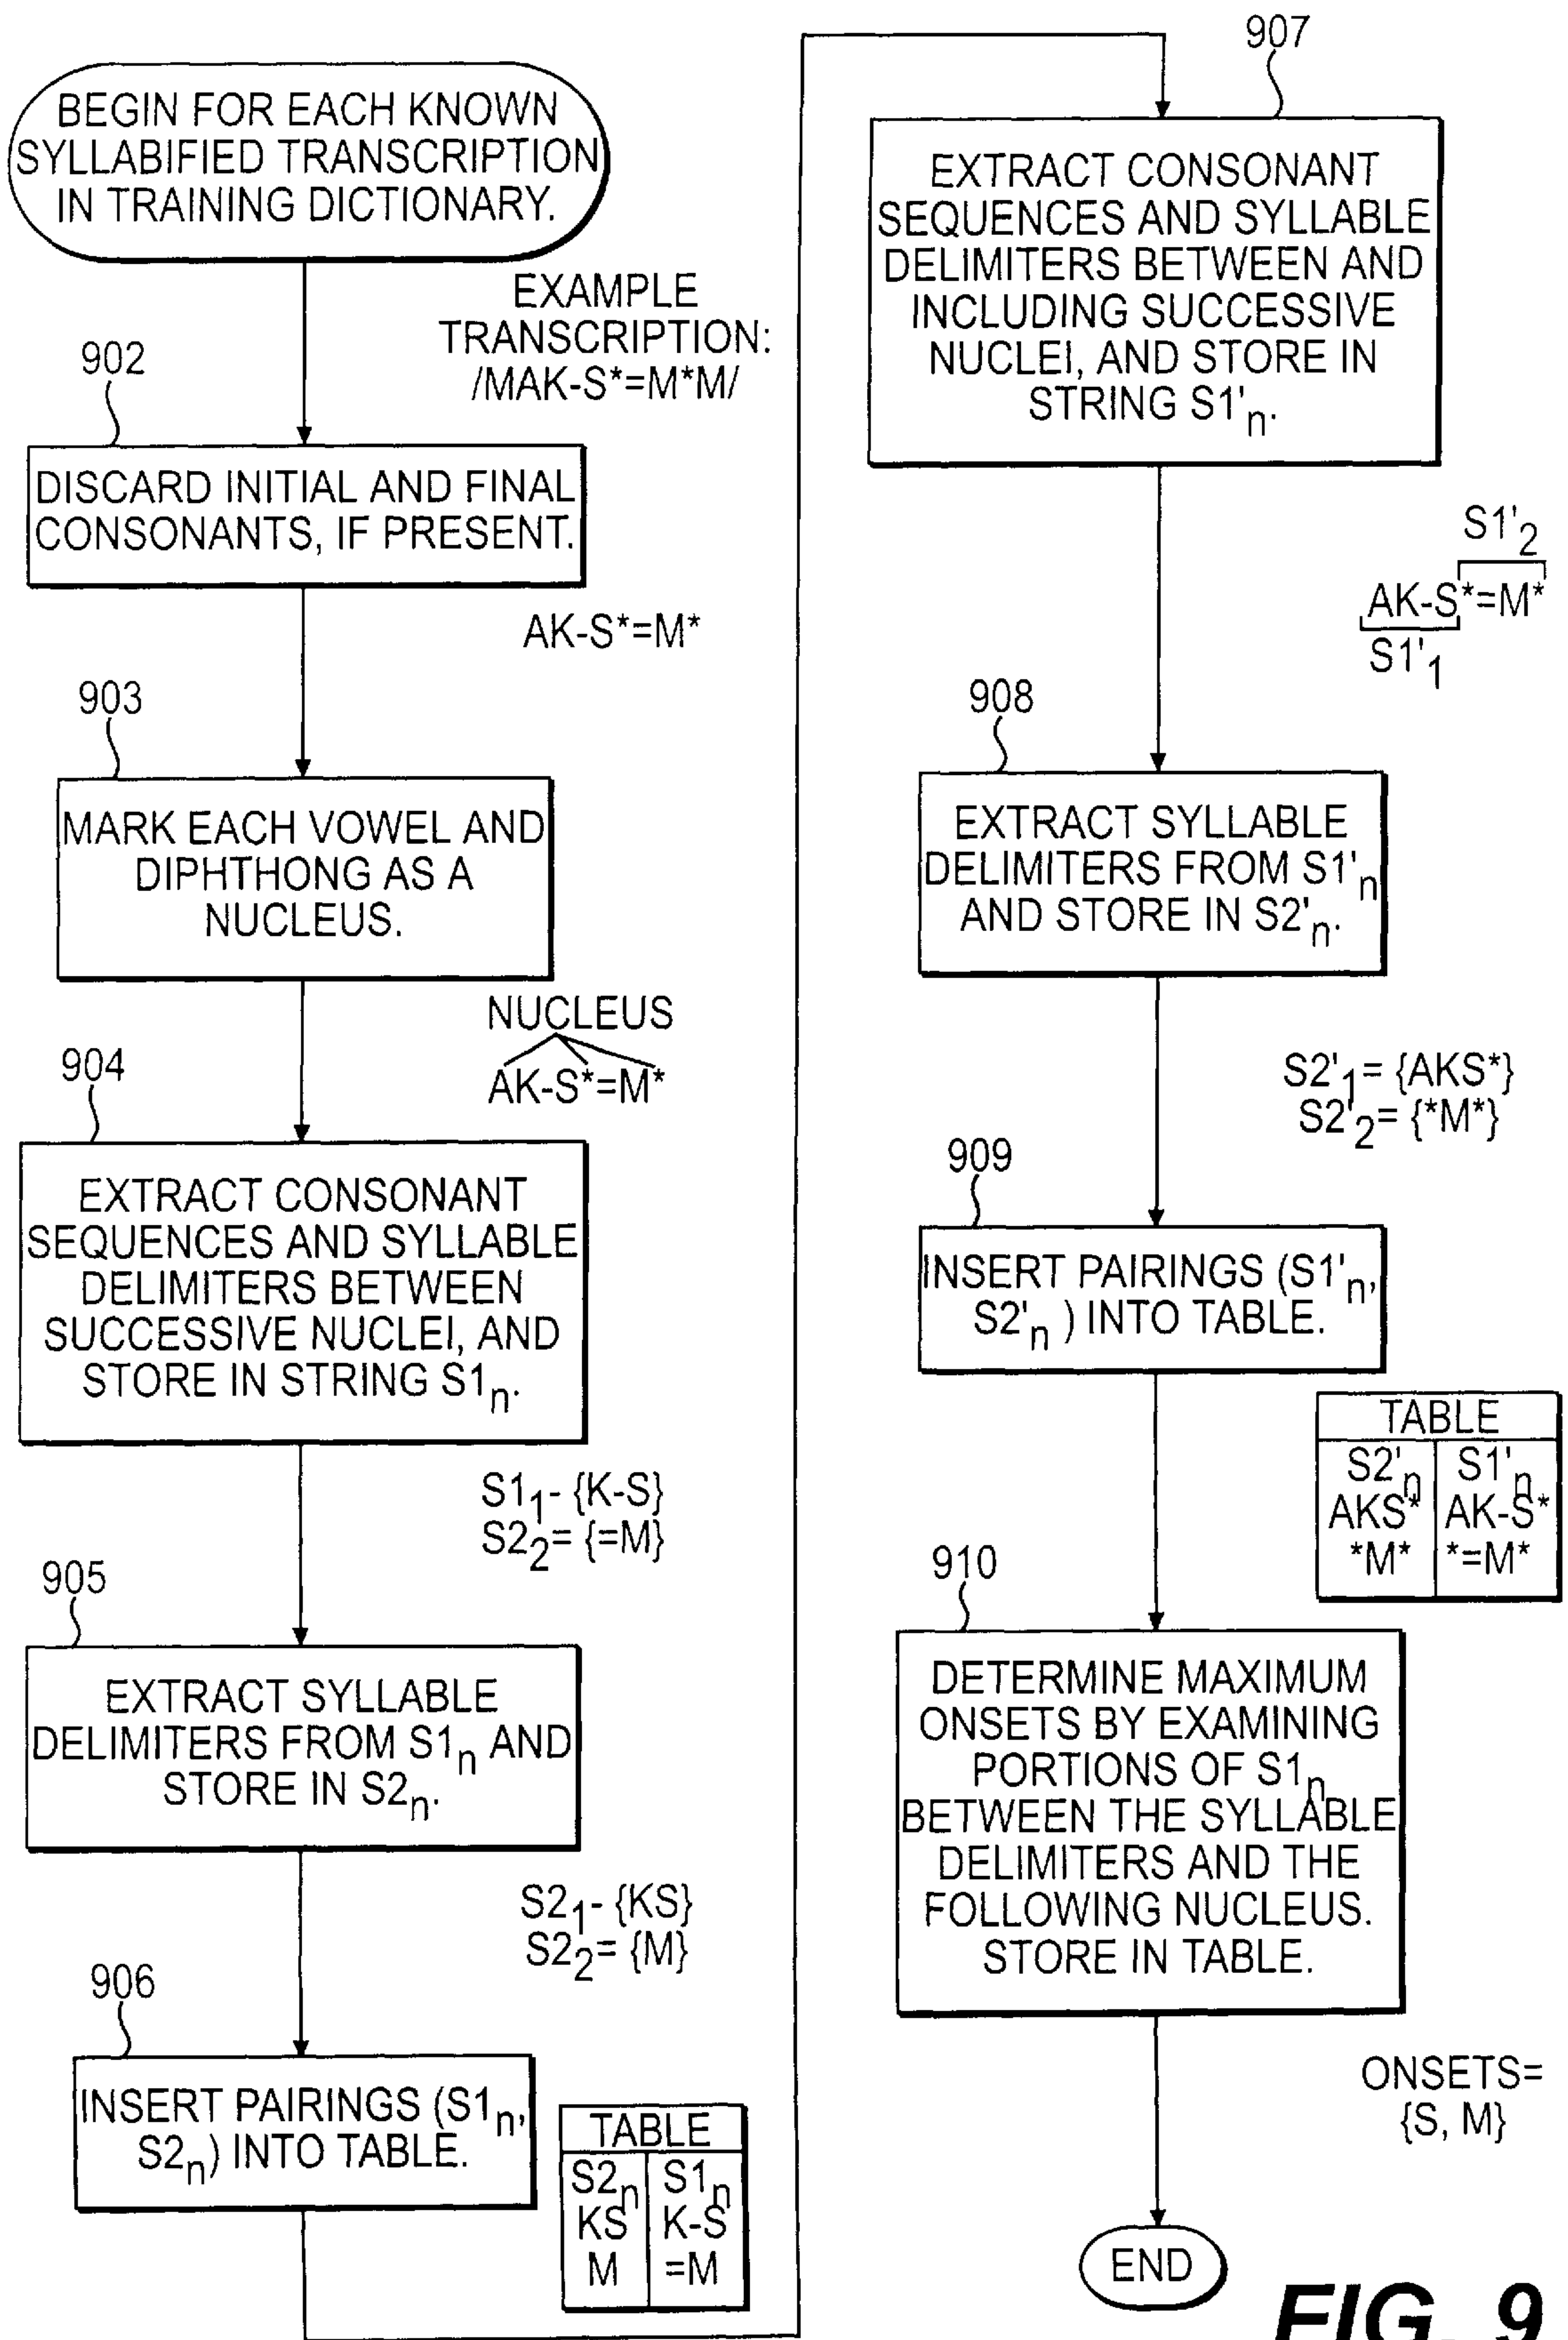 BEGIN FOR EACH KNOWN
SYLLABIFIED TRANSCRIPTION
IN TRAINING DICTIONARY.
EXAMPLE
TRANSCRIPTION:
/MAK-S*=M*M/
902
DISCARD INITIAL AND FINAL
CONSONANTS, IF PRESENT.
AK-S*=M*
903
MARK EACH VOWEL AND
DIPHTHONG AS A
NUCLEUS.
NUCLEUS
AK-S*=M*
904
EXTRACT CONSONANT
SEQUENCES AND SYLLABLE
DELIMITERS BETWEEN
SUCCESSIVE NUCLEI, AND
STORE IN STRING S1n.
S11- {K-S}
S22= {=M}
905
EXTRACT SYLLABLE
DELIMITERS FROM S1n AND
STORE IN S2n.
S21- {KS}
S22= {M}
906
INSERT PAIRINGS (S1n,
S2n) INTO TABLE.
TABLE
S2n S1n
KS K-S
M =M
907
EXTRACT CONSONANT
SEQUENCES AND SYLLABLE
DELIMITERS BETWEEN AND
INCLUDING SUCCESSIVE
NUCLEI, AND STORE IN
STRING S1'n.
S1'2
AK-S*=M*
S1'1
908
EXTRACT SYLLABLE
DELIMITERS FROM S1'n
AND STORE IN S2'n.
S2'1= {AKS*}
S2'2= {*M*}
909
INSERT PAIRINGS (S1'n,
S2'n ) INTO TABLE.
TABLE
S2'n S1'n
AKS* AK-S*
*M* *=M*
910
DETERMINE MAXIMUM
ONSETS BY EXAMINING
PORTIONS OF S1n
BETWEEN THE SYLLABLE
DELIMITERS AND THE
FOLLOWING NUCLEUS.
STORE IN TABLE.
ONSETS=
{S, M}
END
FIG. 9